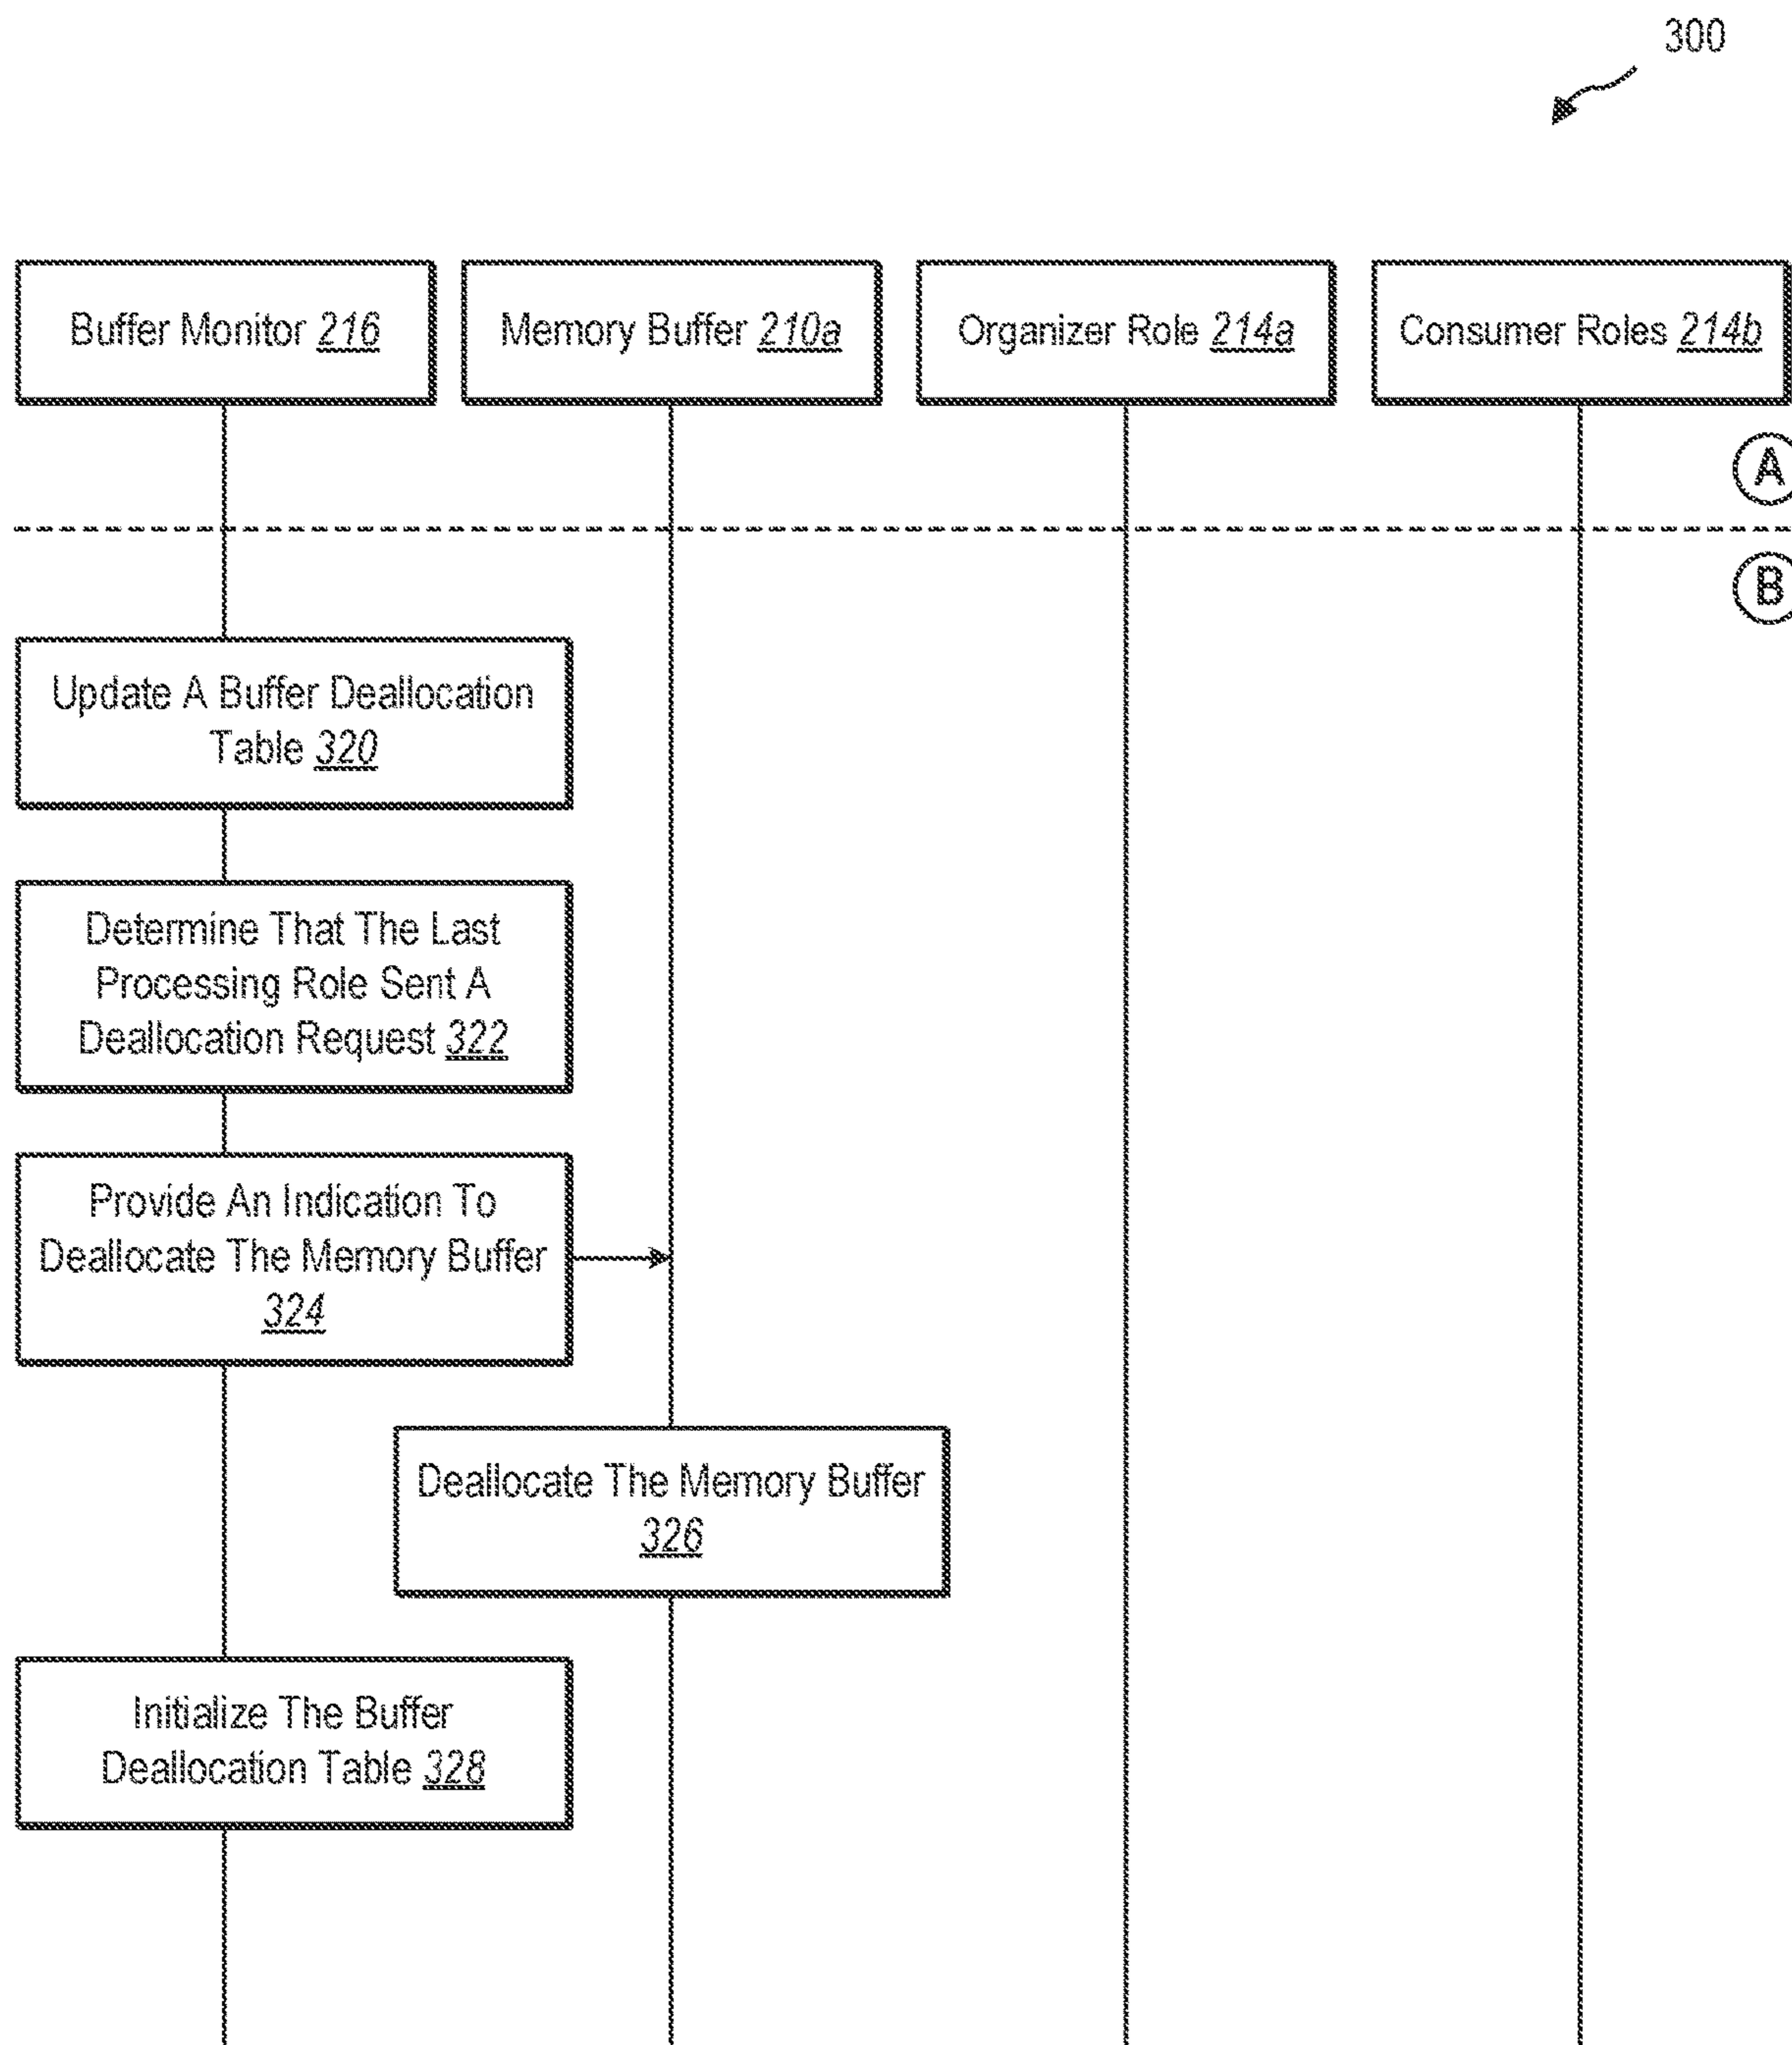 300
Buffer Monitor 216
Memory Buffer 210a
Organizer Role 214a
Consumer Roles 214b
A
B
Update A Buffer Deallocation
Table 320
Determine That The Last
Processing Role Sent A
Deallocation Request 322
Provide An Indication To
Deallocate The Memory Buffer
324
Deallocate The Memory Buffer
326
Initialize The Buffer
Deallocation Table 328